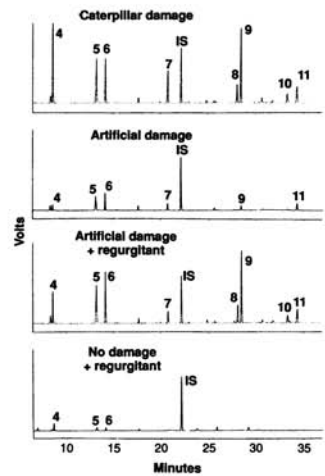 Caterpillar damage
4
5 6
7
IS
8
9
10
11
Artificial damage
4
5
6
7
IS
9
11
Artificial damage
+ regurgitant
4
5
6
7
IS
8
9
10
11
No damage
+ regurgitant
4
5 6
IS
Volts
10 15 20 25 30 35
Minutes